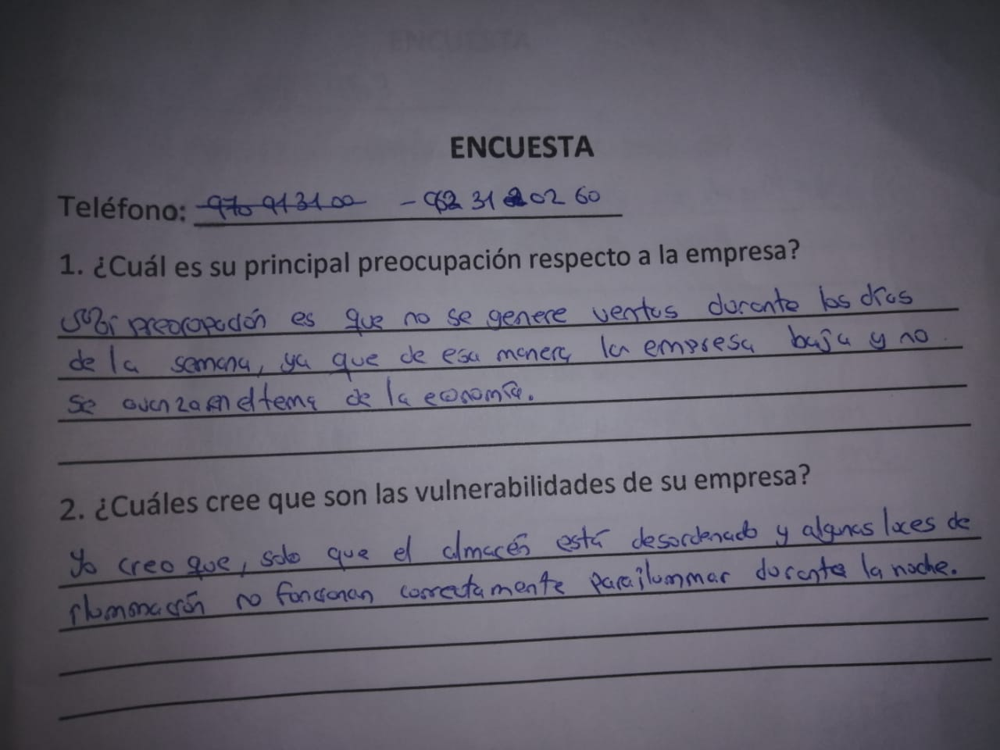 ENCUESTA
Teléfono: 970 913100 - 31 02 60
1. ¿Cuál es su principal preocupación respecto a la empresa?
Mi preocupación es que no se genere ventas durante los días
de la semana, ya que de esa manera la empresa baja y no
se avanza en el tema de la economía.
2. ¿Cuáles cree que son las vulnerabilidades de su empresa?
Yo creo que, solo que el almacén está desordenado y algunas luces de
iluminación no funcionan correctamente para iluminar durante la noche.